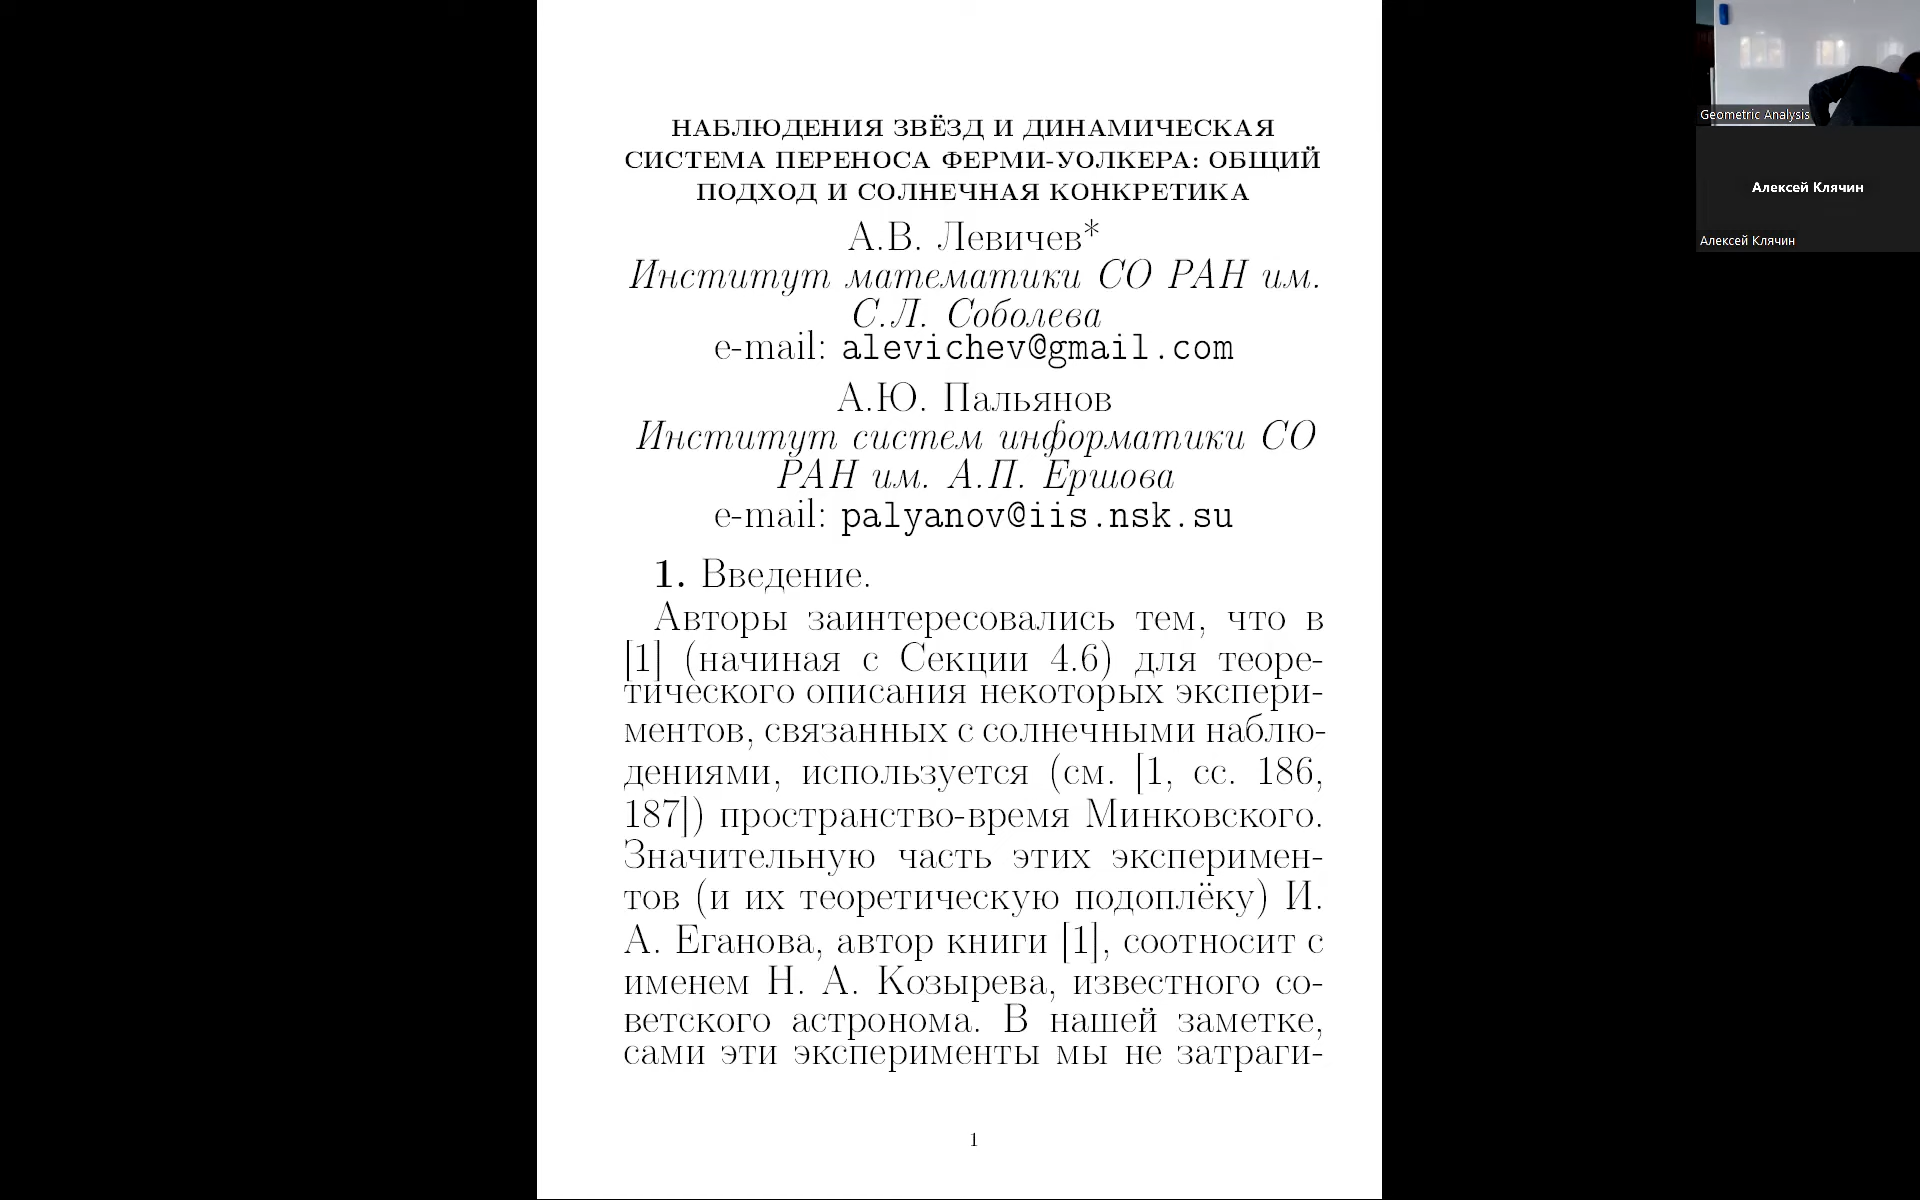 НАБЛЮДЕНИЯ ЗВЁЗД И ДИНАМИЧЕСКАЯ
СИСТЕМА ПЕРЕНОСА ФЕРМИ-УОЛКЕРА: ОБЩИЙ
ПОДХОД И СОЛНЕЧНАЯ КОНКРЕТИКА
А.В. Левичев*
Институт математики СО РАН им.
С.Л. Соболева
e-mail: alevichev@gmail.com
А.Ю. Пальянов
Институт систем информатики СО
РАН им. А.П. Ершова
e-mail: palyanov@iis.nsk.su
1. Введение.
Авторы заинтересовались тем, что в
[1] (начиная с Секции 4.6) для теоре-
тического описания некоторых экспери-
ментов, связанных с солнечными наблю-
дениями, используется (см. [1, сс. 186,
187]) пространство-время Минковского.
Значительную часть этих эксперимен-
тов (и их теоретическую подоплёку) И.
А. Еганова, автор книги [1], соотносит с
именем Н. А. Козырева, известного со-
ветского астронома. В нашей заметке,
сами эти эксперименты мы не затраги-
1
Geometric Analysis
Алексей Клячин
Алексей Клячин